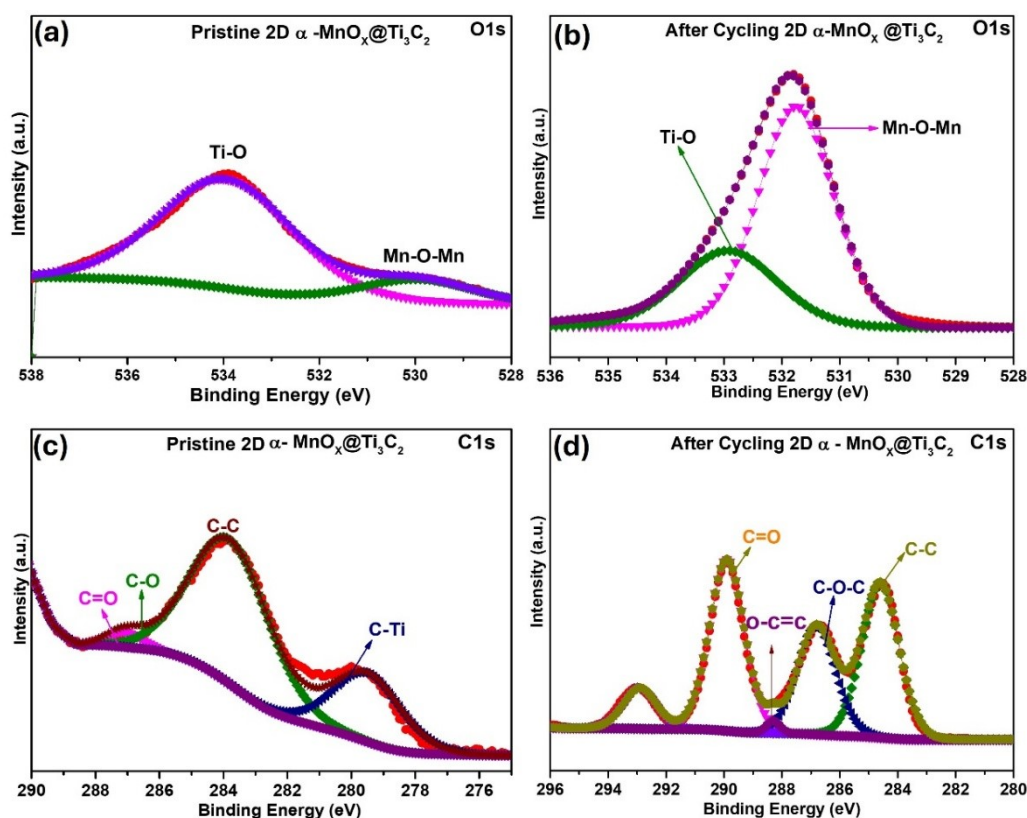 (a) Pristine 2D α -MnOₓ@Ti₃C₂ O1s
Ti-O
Mn-O-Mn
Intensity (a.u.)
538 536 534 532 530 528
Binding Energy (eV)
(b) After Cycling 2D α-MnOₓ @Ti₃C₂ O1s
Ti-O
Mn-O-Mn
Intensity (a.u.)
536 535 534 533 532 531 530 529 528
Binding Energy (eV)
(c) Pristine 2D α- MnOₓ@Ti₃C₂ C1s
C-C
C-O
C=O
C-Ti
Intensity (a.u.)
290 288 286 284 282 280 278 276
Binding Energy (eV)
(d) After Cycling 2D α - MnOₓ@Ti₃C₂ C1s
C=O
C-C
C-O-C
O-C=C
Intensity (a.u.)
296 294 292 290 288 286 284 282 280
Binding Energy (eV)